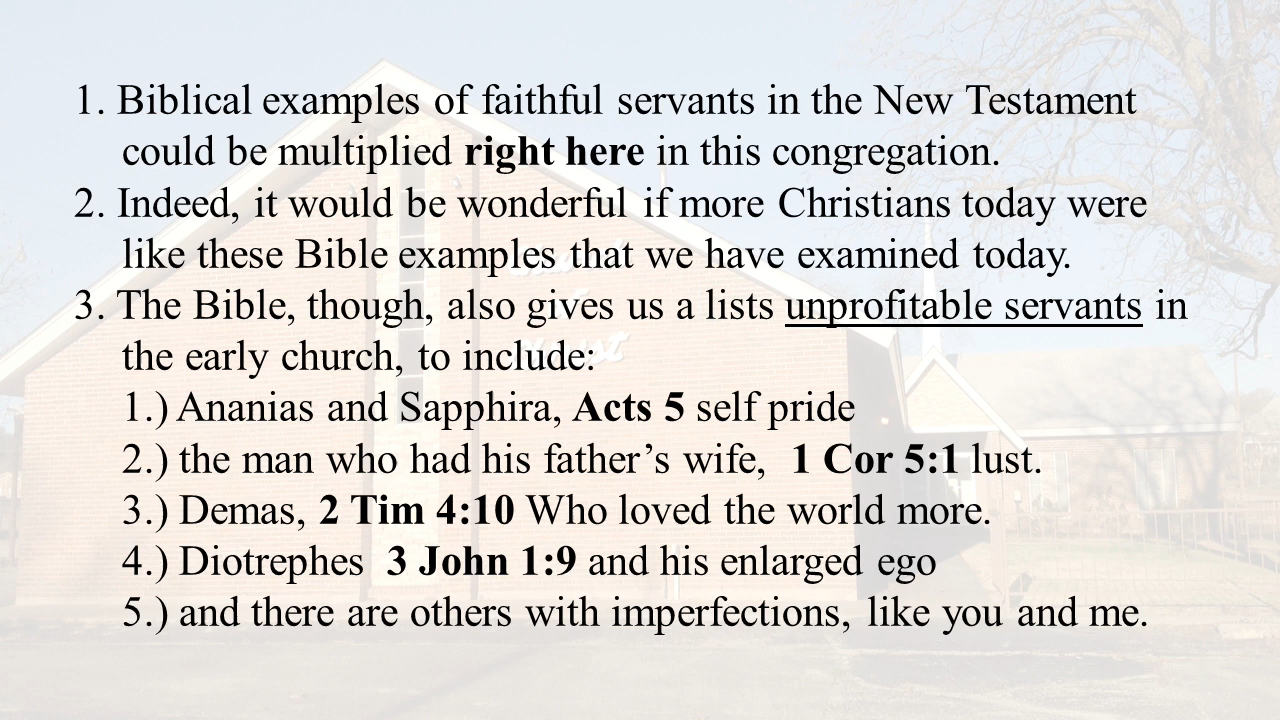 1. Biblical examples of faithful servants in the New Testament
could be multiplied right here in this congregation.
2. Indeed, it would be wonderful if more Christians today were
like these Bible examples that we have examined today.
3. The Bible, though, also gives us a lists unprofitable servants in
the early church, to include:
1.) Ananias and Sapphira, Acts 5 self pride
2.) the man who had his father’s wife,  1 Cor 5:1 lust.
3.) Demas, 2 Tim 4:10 Who loved the world more.
4.) Diotrephes  3 John 1:9 and his enlarged ego
5.) and there are others with imperfections, like you and me.